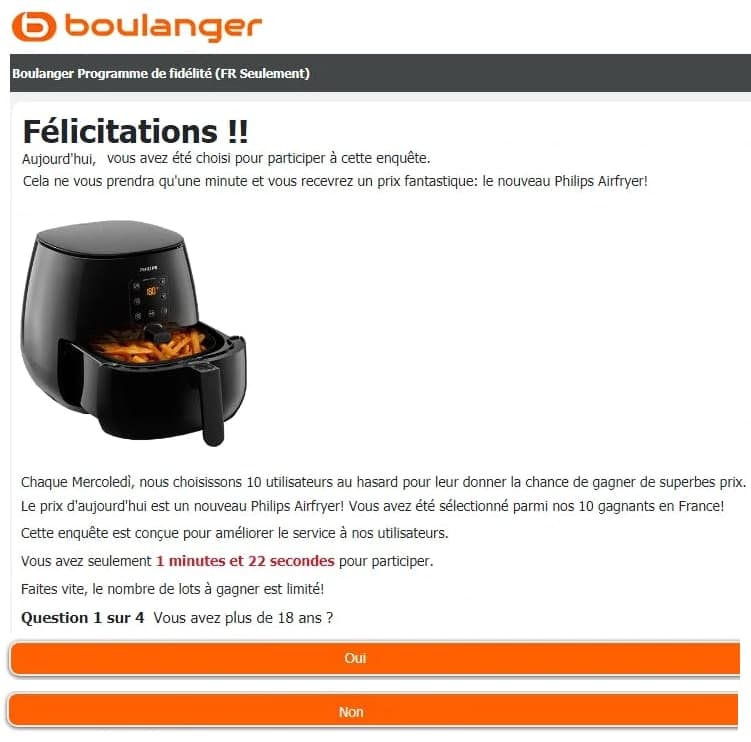 boulanger
Boulanger Programme de fidélité (FR Seulement)
Félicitations !!
Aujourd'hui, vous avez été choisi pour participer à cette enquête.
Cela ne vous prendra qu'une minute et vous recevrez un prix fantastique: le nouveau Philips Airfryer!
PHILIPS
180°
Chaque Mercoledì, nous choisissons 10 utilisateurs au hasard pour leur donner la chance de gagner de superbes prix.
Le prix d'aujourd'hui est un nouveau Philips Airfryer! Vous avez été sélectionné parmi nos 10 gagnants en France!
Cette enquête est conçue pour améliorer le service à nos utilisateurs.
Vous avez seulement 1 minutes et 22 secondes pour participer.
Faites vite, le nombre de lots à gagner est limité!
Question 1 sur 4 Vous avez plus de 18 ans ?
Oui
Non